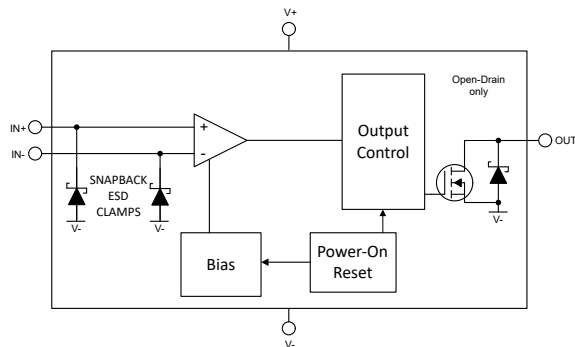 V+
Open-Drain
only
IN+
IN-
+
-
SNAPBACK
ESD
CLAMPS
V-
V-
Output
Control
OUT
V-
Bias
Power-On
Reset
V-